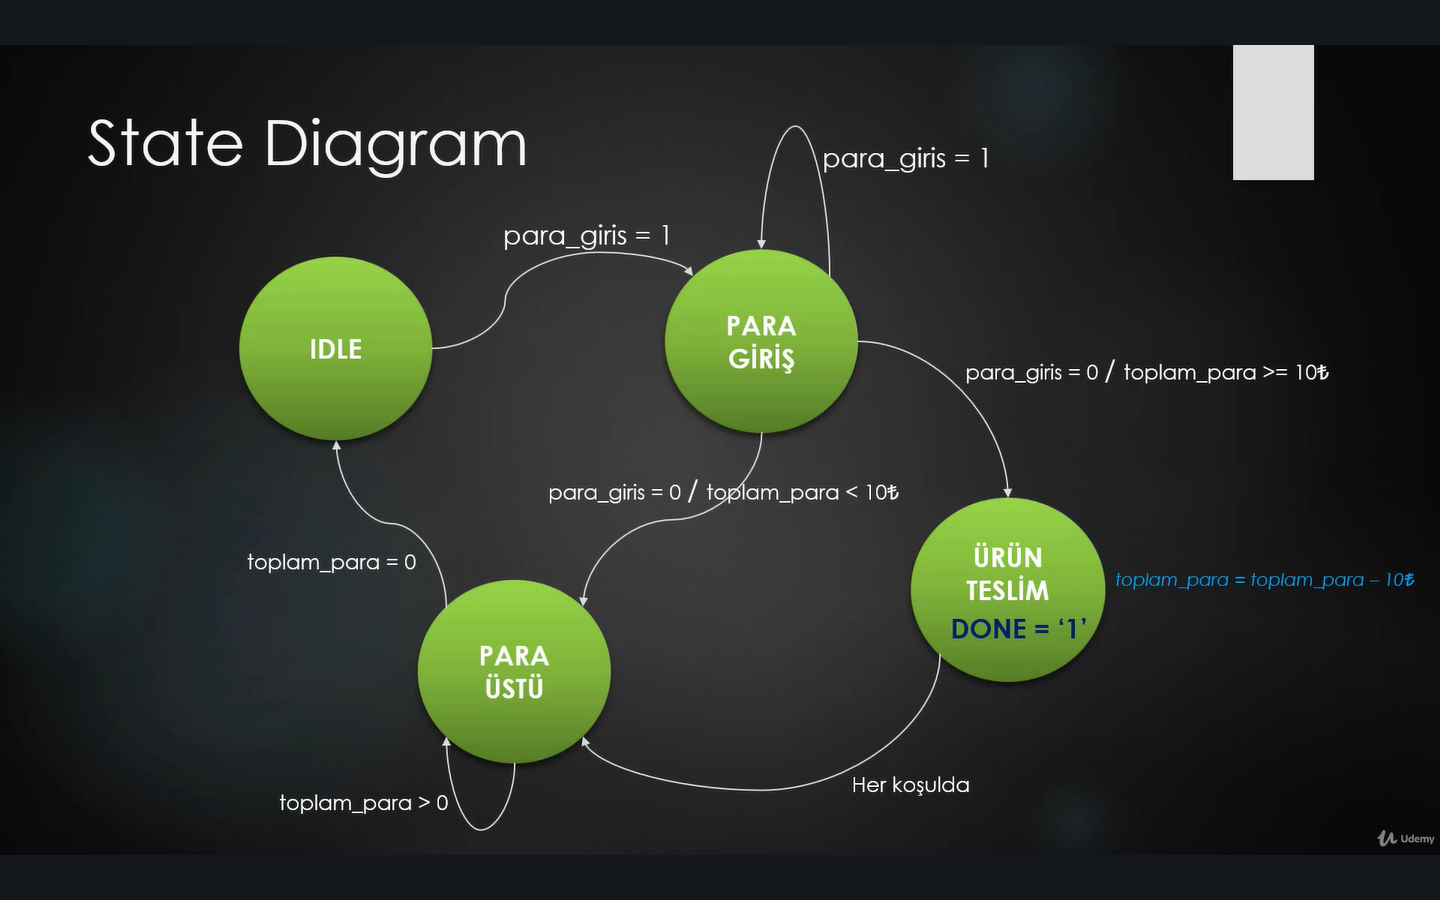 State Diagram
para_giris = 1
para_giris = 1
IDLE
PARA
GİRİŞ
para_giris = 0 / toplam_para >= 10₺
para_giris = 0 / toplam_para < 10₺
toplam_para = 0
ÜRÜN
TESLİM
DONE = ‘1’
toplam_para = toplam_para – 10₺
PARA
ÜSTÜ
Her koşulda
toplam_para > 0
Udemy